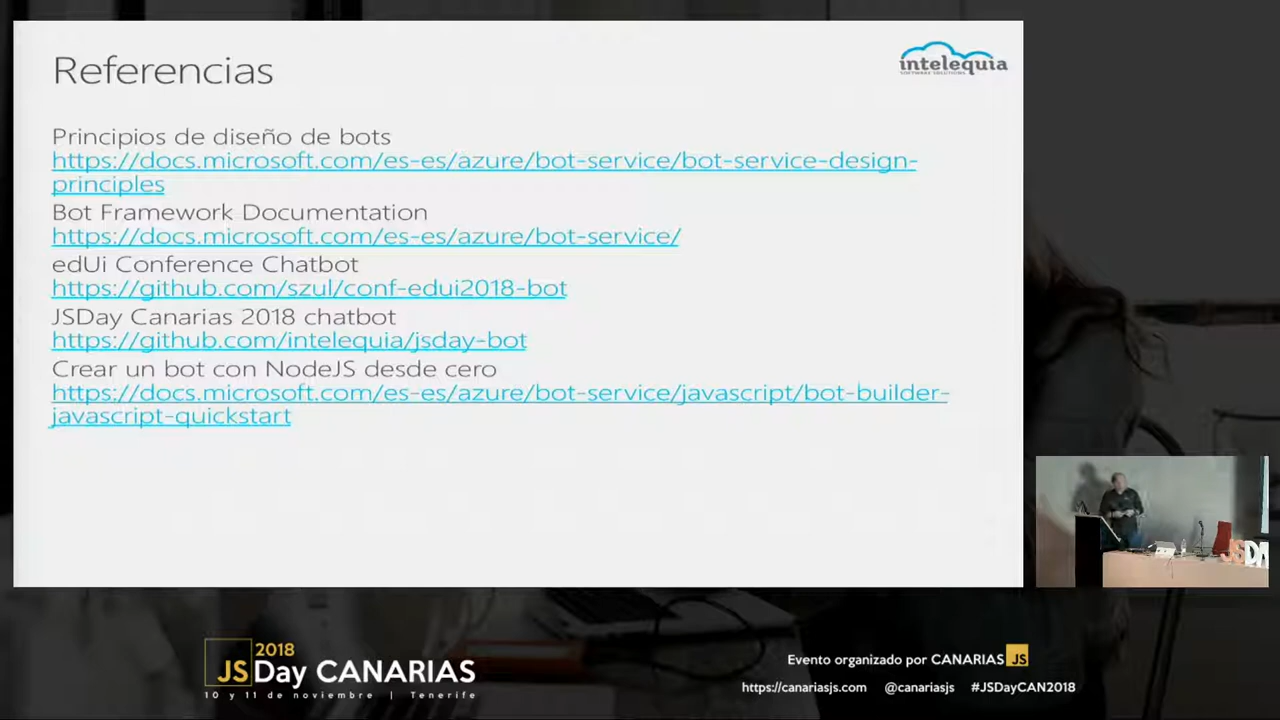 Referencias
intelequia
SOFTWARE SOLUTIONS
Principios de diseño de bots
https://docs.microsoft.com/es-es/azure/bot-service/bot-service-design-
principles
Bot Framework Documentation
https://docs.microsoft.com/es-es/azure/bot-service/
edUi Conference Chatbot
https://github.com/szul/conf-edui2018-bot
JSDay Canarias 2018 chatbot
https://github.com/intelequia/jsday-bot
Crear un bot con NodeJS desde cero
https://docs.microsoft.com/es-es/azure/bot-service/javascript/bot-builder-
javascript-quickstart
JSDA
2018
JSDay CANARIAS
10 y 11 de noviembre | Tenerife
Evento organizado por CANARIAS JS
https://canariasjs.com @canariasjs #JSDayCAN2018